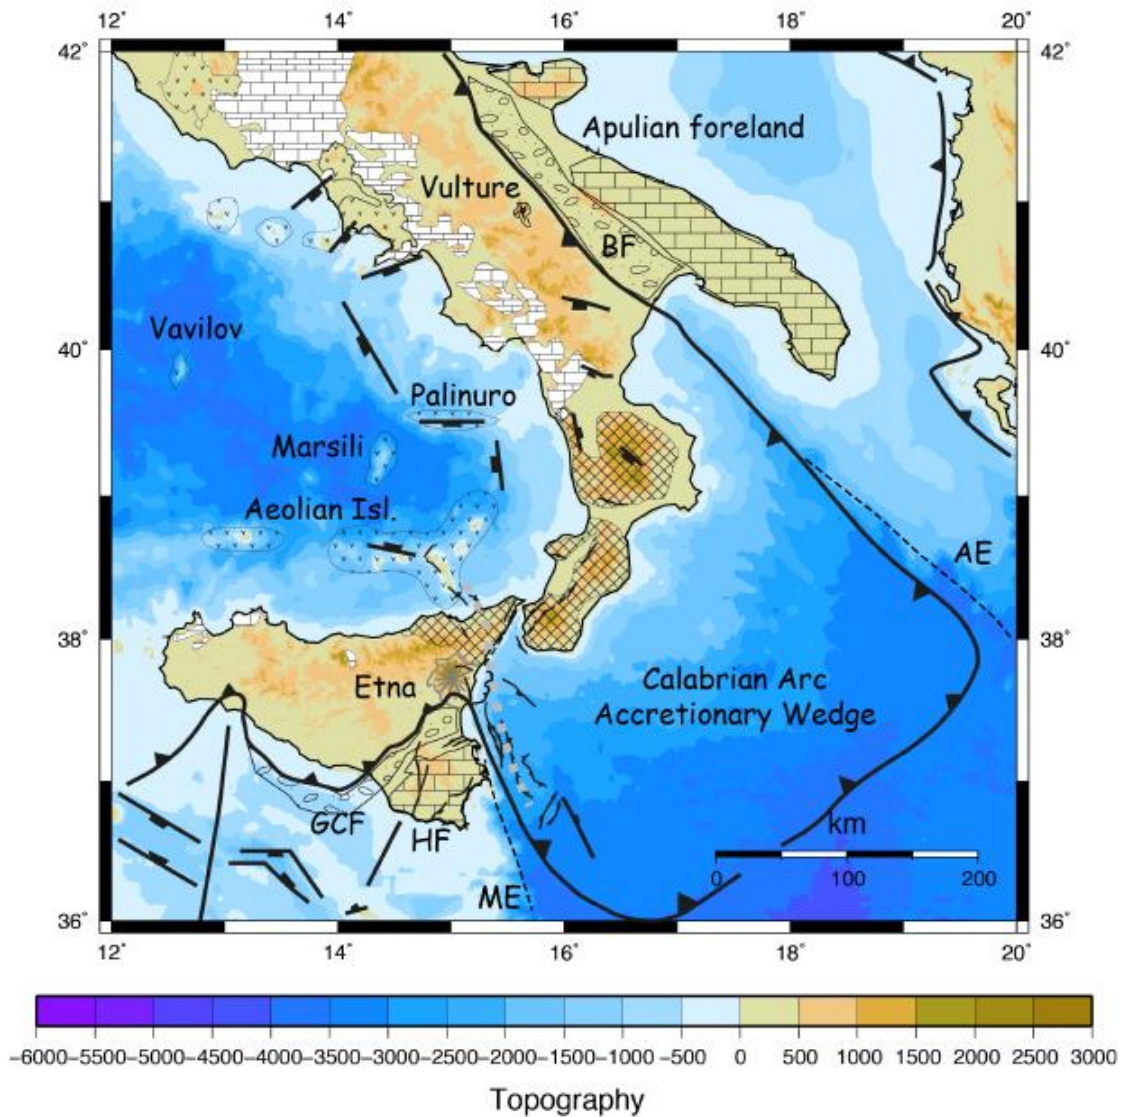 12° 14° 16° 18° 20°
42° 42°
Apulian foreland
Vulture
BF
Vavilov
40° 40°
Palinuro
Marsili
Aeolian Isl.
AE
38° 38°
Etna
Calabrian Arc
Accretionary Wedge
GCF
HF
km
0 100 200
ME
36° 36°
12° 14° 16° 18° 20°
−6000−5500−5000−4500−4000−3500−3000−2500−2000−1500−1000−500 0 500 1000 1500 2000 2500 3000
Topography